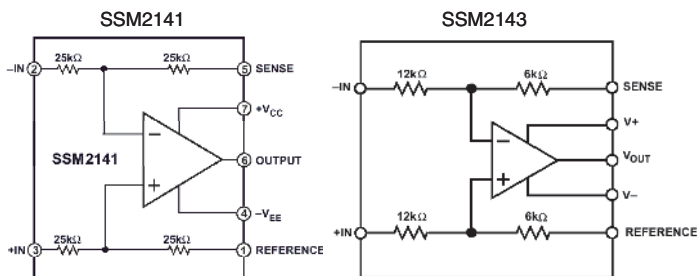 SSM2141
–IN 2 25kΩ 25kΩ 5 SENSE
7 +VCC
SSM2141 – 6 OUTPUT
+
4 –VEE
+IN 3 25kΩ 25kΩ 1 REFERENCE
SSM2143
12kΩ 6kΩ
–IN SENSE
V+
– VOUT
+
V–
12kΩ 6kΩ
+IN REFERENCE